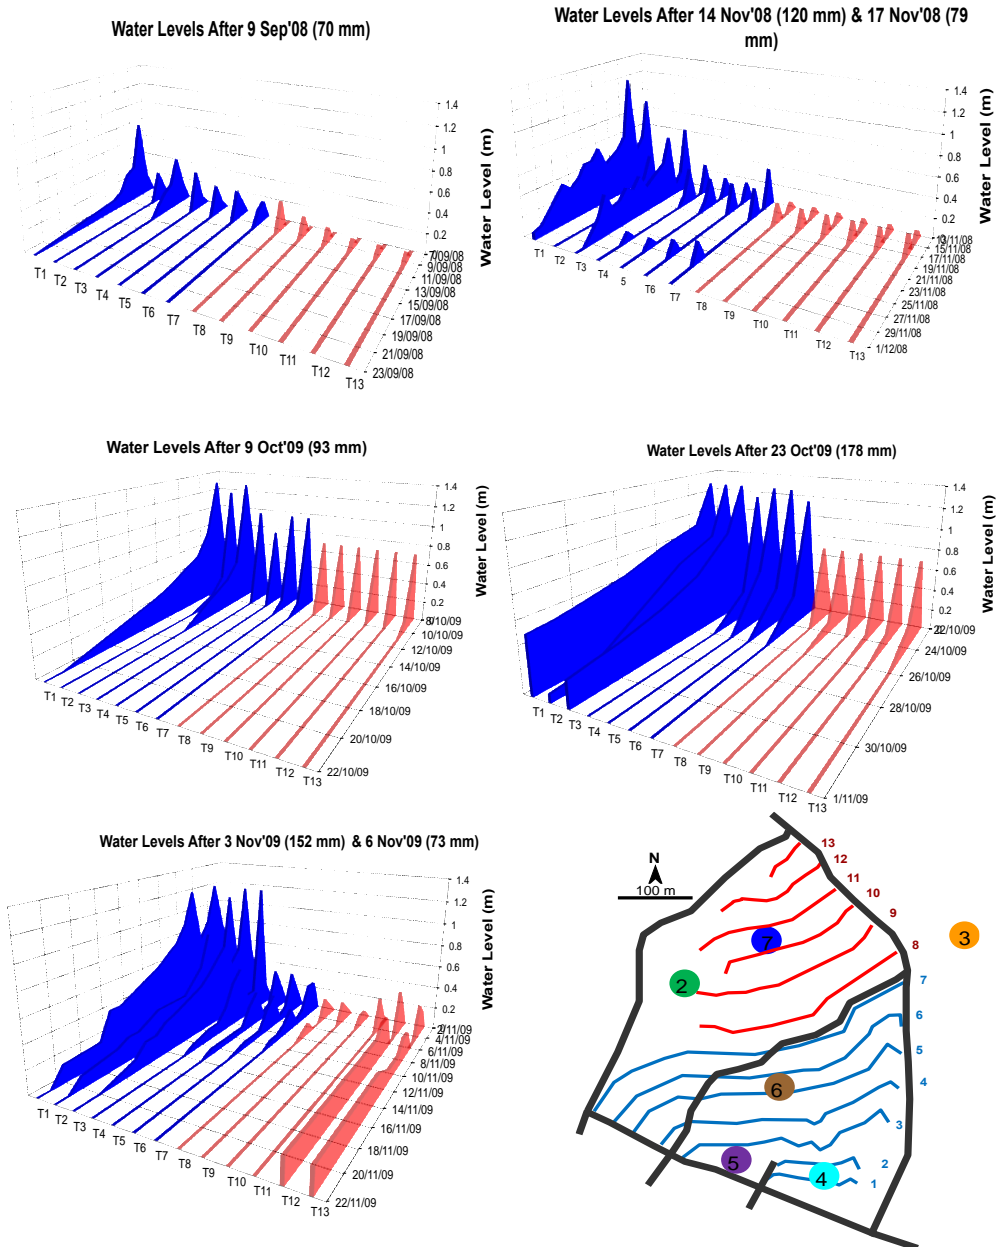 Water Levels After 9 Sep'08 (70 mm)
1.4
1.2
1
0.8
0.6
0.4
0.2
Water Level (m)
7/09/08
9/09/08
11/09/08
13/09/08
15/09/08
17/09/08
19/09/08
21/09/08
23/09/08
T1
T2
T3
T4
T5
T6
T7
T8
T9
T10
T11
T12
T13
Water Levels After 14 Nov'08 (120 mm) & 17 Nov'08 (79
mm)
1.4
1.2
1
0.8
0.6
0.4
0.2
0
Water Level (m)
13/11/08
15/11/08
17/11/08
19/11/08
21/11/08
23/11/08
25/11/08
27/11/08
29/11/08
1/12/08
T1
T2
T3
T4
5
T6
T7
T8
T9
T10
T11
T12
T13
Water Levels After 9 Oct'09 (93 mm)
1.4
1.2
1
0.8
0.6
0.4
0.2
0
Water Level (m)
8/10/09
10/10/09
12/10/09
14/10/09
16/10/09
18/10/09
20/10/09
22/10/09
T1
T2
T3
T4
T5
T6
T7
T8
T9
T10
T11
T12
T13
Water Levels After 23 Oct'09 (178 mm)
1.4
1.2
1
0.8
0.6
0.4
0.2
0
Water Level (m)
22/10/09
24/10/09
26/10/09
28/10/09
30/10/09
1/11/09
T1
T2
T3
T4
T5
T6
T7
T8
T9
T10
T11
T12
T13
Water Levels After 3 Nov'09 (152 mm) & 6 Nov'09 (73 mm)
1.4
1.2
1
0.8
0.6
0.4
0.2
0
Water Level (m)
2/11/09
4/11/09
6/11/09
8/11/09
10/11/09
12/11/09
14/11/09
16/11/09
18/11/09
20/11/09
22/11/09
T1
T2
T3
T4
T5
T6
T7
T8
T9
T10
T11
T12
T13
N
100 m
13
12
11
10
9
8
7
6
5
4
3
2
1
7
3
2
6
5
4